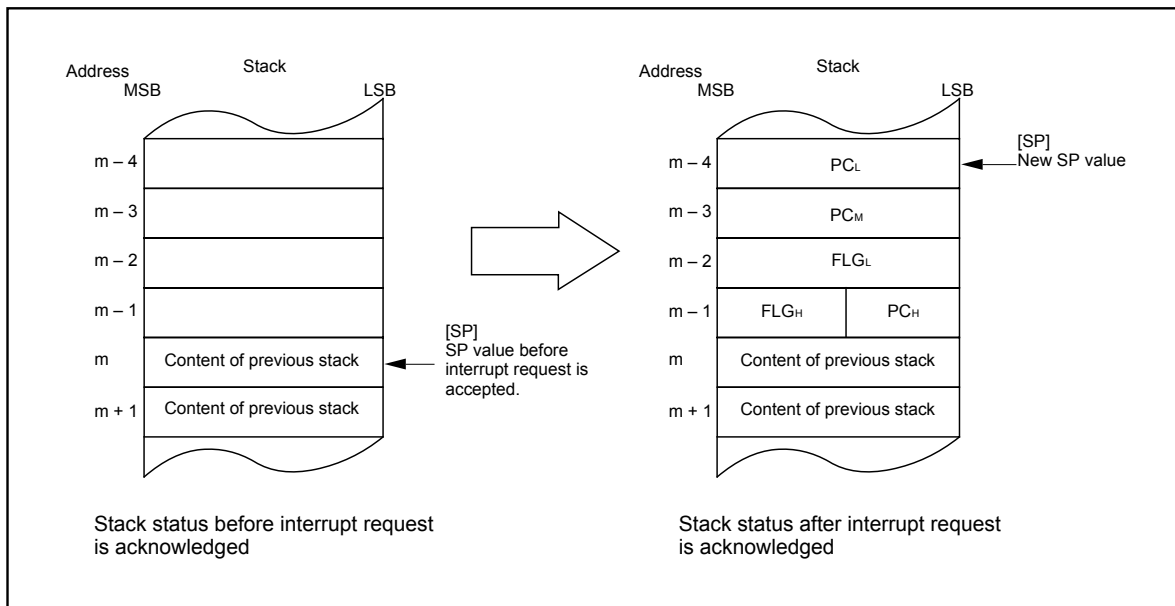 Address
MSB
Stack
LSB
m – 4
m – 3
m – 2
m – 1
m
Content of previous stack
m + 1
Content of previous stack
[SP]
SP value before
interrupt request is
accepted.
Stack status before interrupt request
is acknowledged
Address
MSB
Stack
LSB
m – 4
PCL
m – 3
PCM
m – 2
FLGL
m – 1
FLGH
PCH
m
Content of previous stack
m + 1
Content of previous stack
[SP]
New SP value
Stack status after interrupt request
is acknowledged